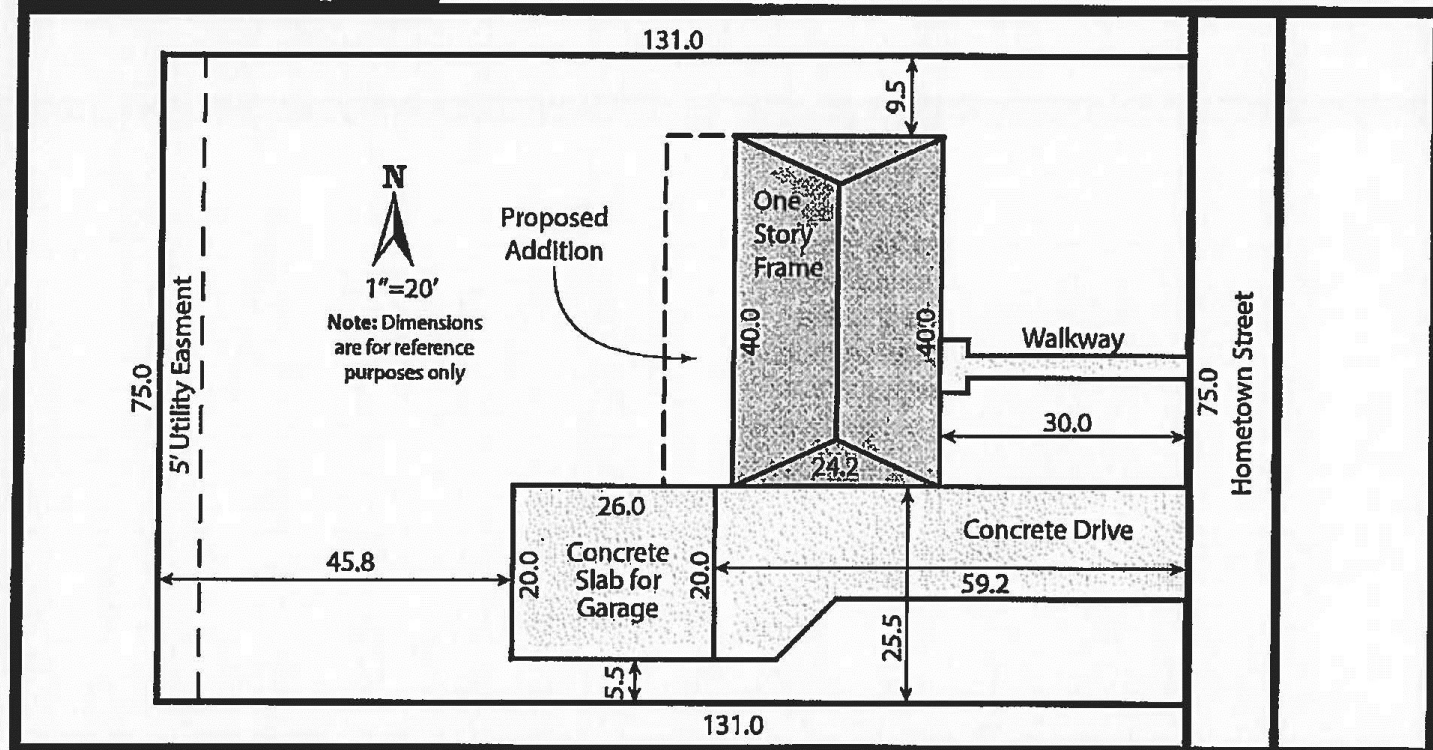 131.0
9.5
N
1"=20'
Note: Dimensions
are for reference
purposes only
Proposed
Addition
One
Story
Frame
40.0
40.0
24.2
Walkway
30.0
75.0
5' Utility Easment
75.0
Hometown Street
26.0
Concrete
Slab for
Garage
20.0
20.0
45.8
Concrete Drive
59.2
25.5
5.5
131.0